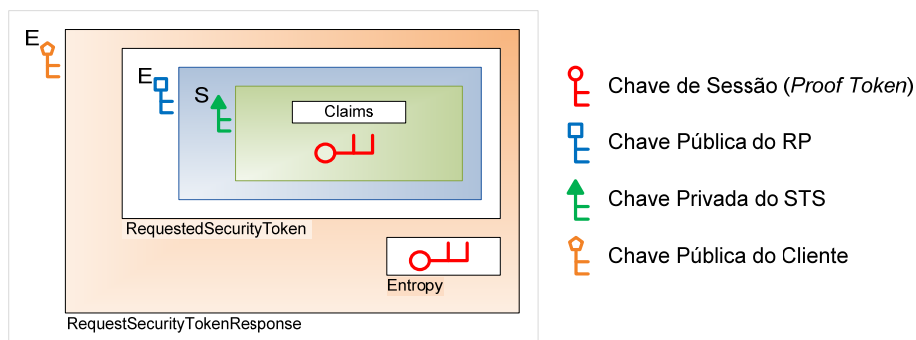 E
E
S
Claims
RequestedSecurityToken
Entropy
RequestSecurityTokenResponse
Chave de Sessão (Proof Token)
Chave Pública do RP
Chave Privada do STS
Chave Pública do Cliente